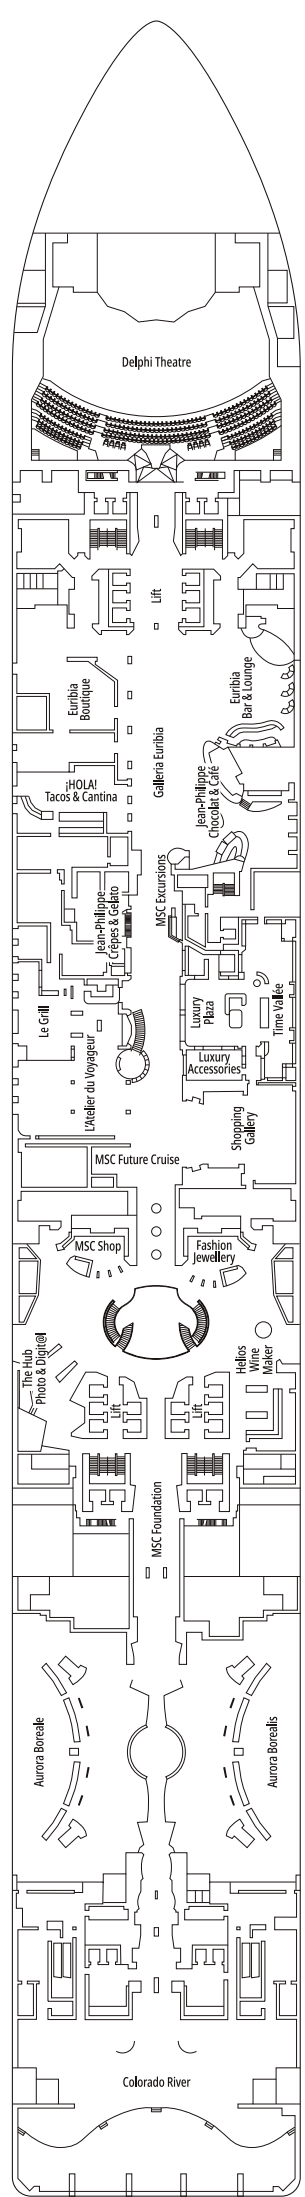 Delphi Theatre
Lift
Euribia
Boutique
Euribia
Bar & Lounge
Galleria Euribia
¡HOLA!
Tacos & Cantina
Jean-Philippe
Chocolat & Café
Jean-Philippe
Crêpes & Gelato
MSC Excursions
Le Grill
L'Atelier du Voyageur
Luxury
Plaza
Time Vallée
Luxury
Accessories
Shopping
Gallery
MSC Future Cruise
MSC Shop
Fashion
Jewellery
The Hub
Photo & Digit@l
Helios
Wine
Maker
Lift
Lift
MSC Foundation
Aurora Boreale
Aurora Borealis
Colorado River